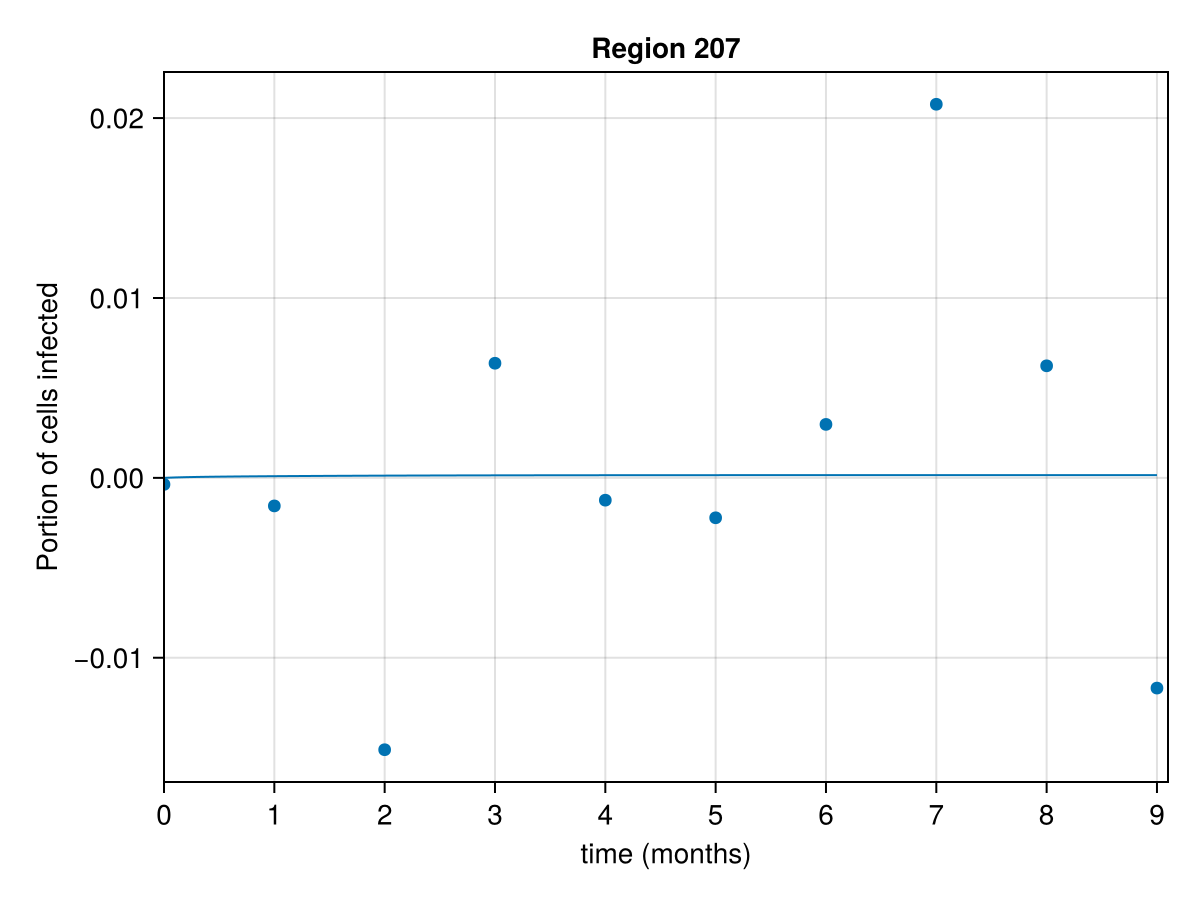 Region 207
0.02
0.01
0.00
−0.01
Portion of cells infected
0 1 2 3 4 5 6 7 8 9
time (months)